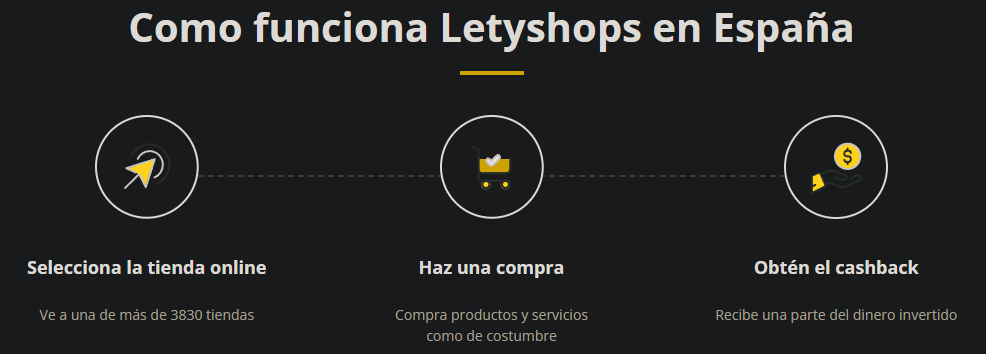 Como funciona Letyshops en España
Selecciona la tienda online
Haz una compra
Obtén el cashback
Ve a una de más de 3830 tiendas
Compra productos y servicios
como de costumbre
Recibe una parte del dinero invertido